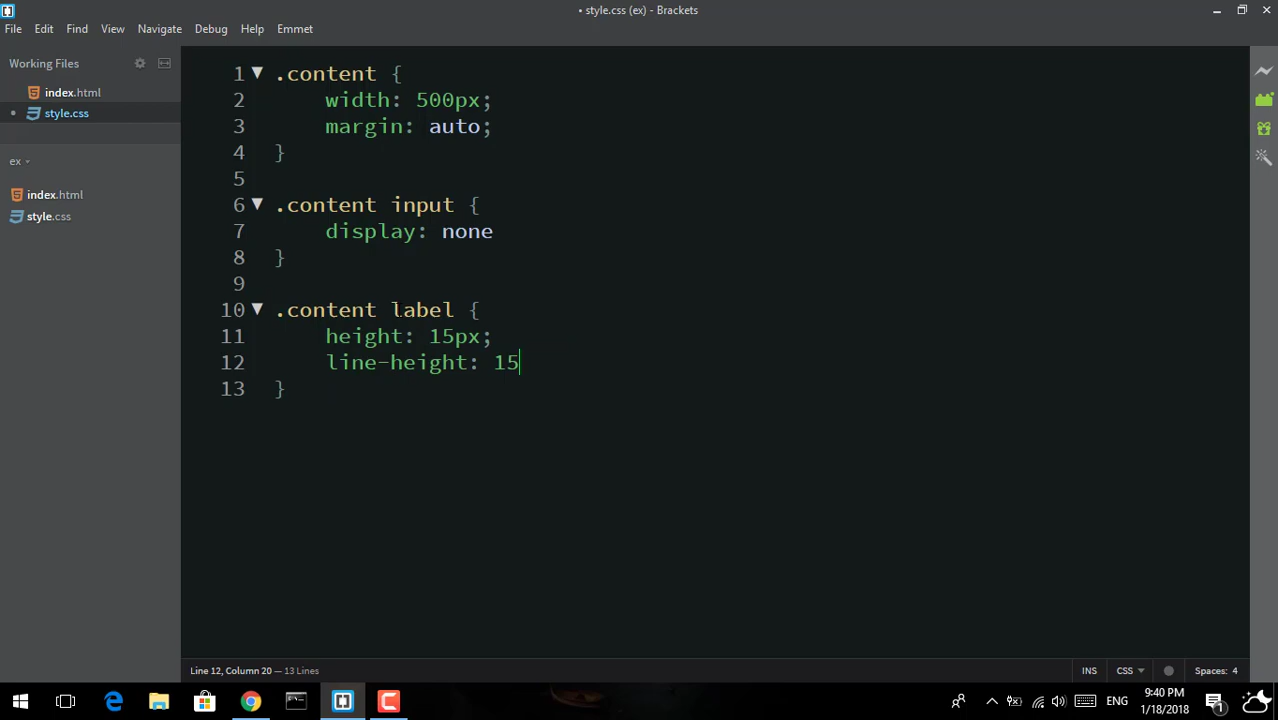 • style.css (ex) - Brackets
File Edit Find View Navigate Debug Help Emmet
Working Files
index.html
• style.css
ex
index.html
style.css
1 .content {
2 width: 500px;
3 margin: auto;
4 }
5
6 .content input {
7 display: none
8 }
9
10 .content label {
11 height: 15px;
12 line-height: 15
13 }
Line 12, Column 20 — 13 Lines
INS CSS Spaces: 4
ENG
9:40 PM
1/18/2018
1